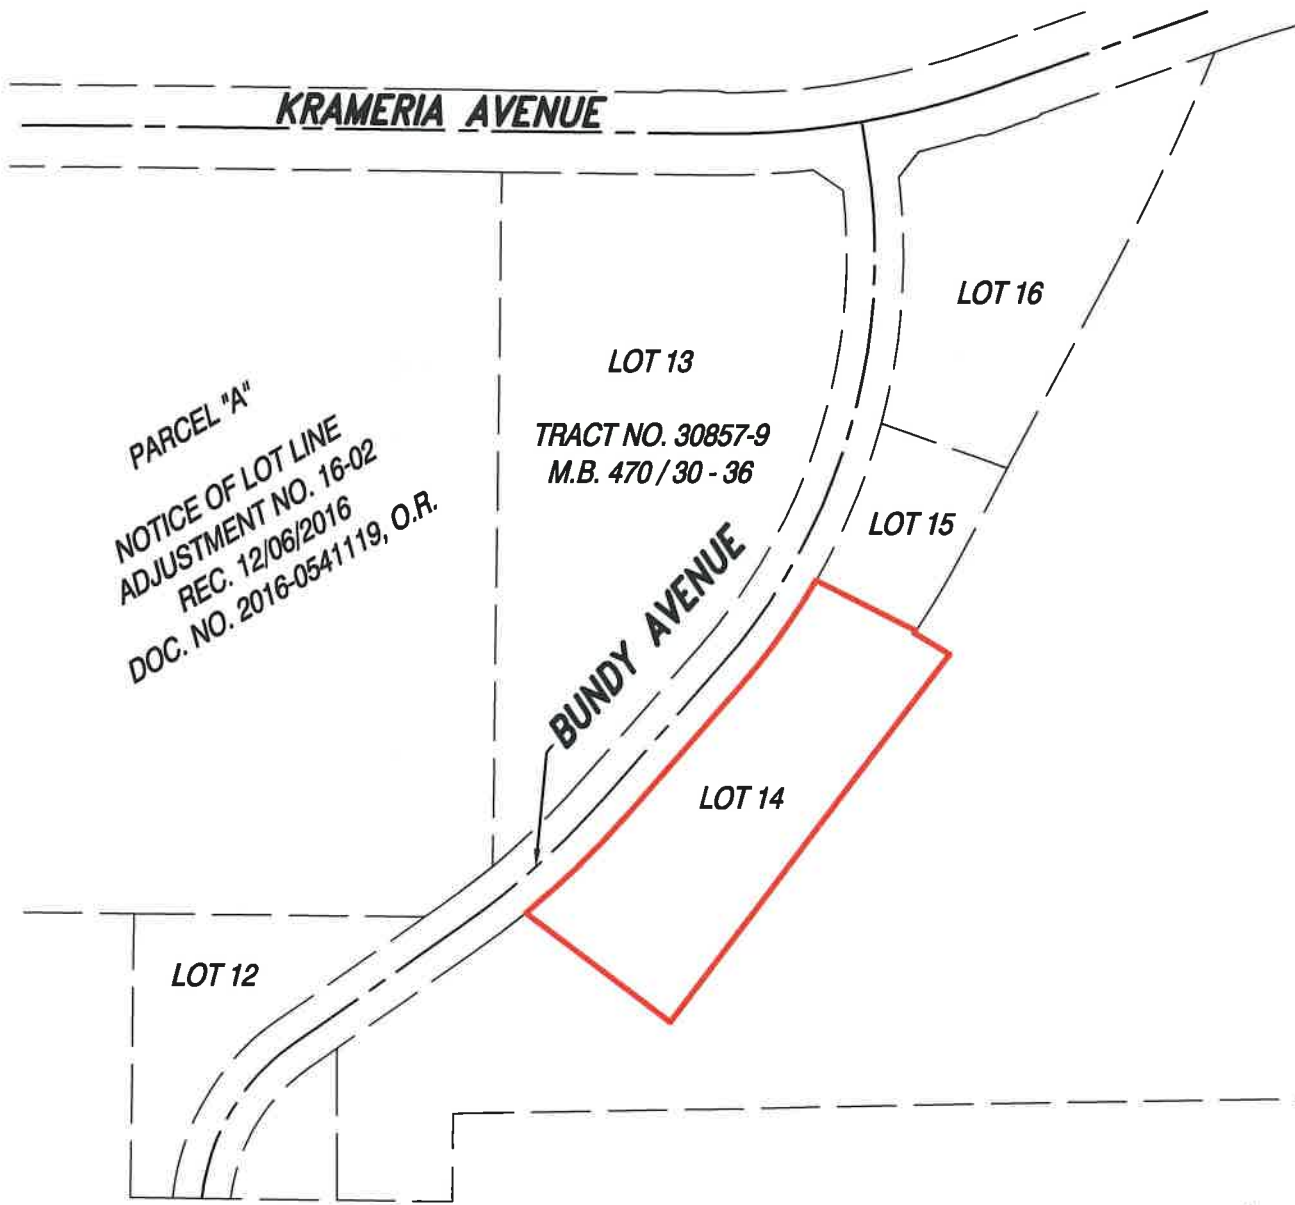 KRAMERIA AVENUE
LOT 16
LOT 13
TRACT NO. 30857-9
M.B. 470 / 30 - 36
PARCEL "A"
NOTICE OF LOT LINE
ADJUSTMENT NO. 16-02
REC. 12/06/2016
DOC. NO. 2016-0541119, O.R.
LOT 15
BUNDY AVENUE
LOT 14
LOT 12